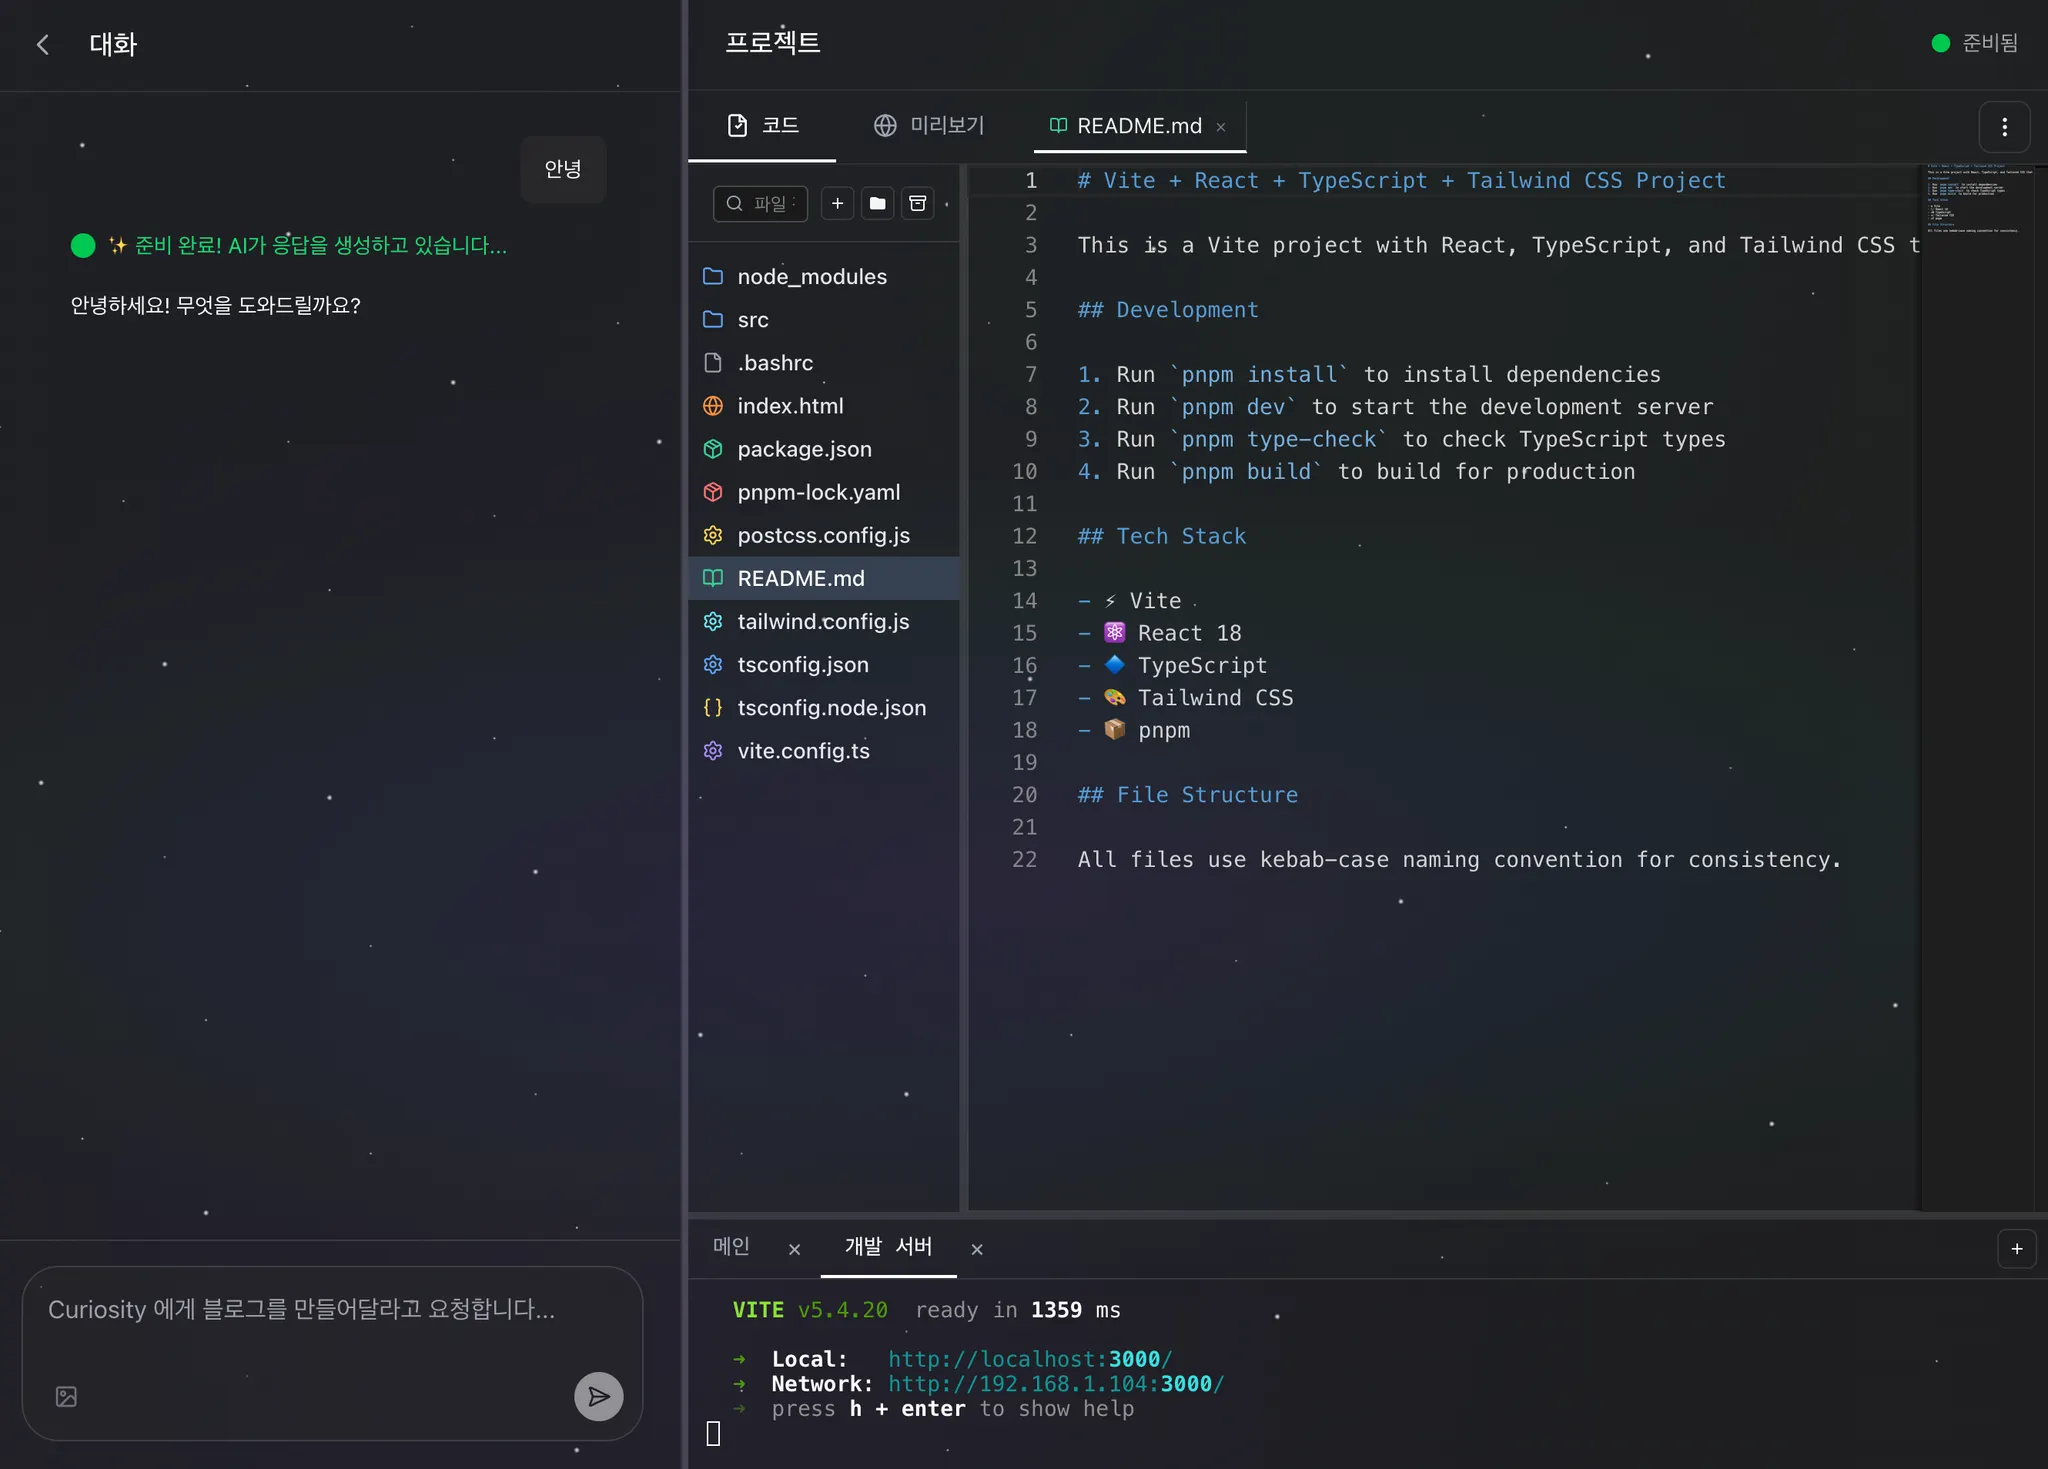 대화
안녕
✨ 준비 완료! AI가 응답을 생성하고 있습니다...
안녕하세요! 무엇을 도와드릴까요?
Curiosity 에게 블로그를 만들어달라고 요청합니다...
프로젝트
준비됨
코드
미리보기
README.md
파일
node_modules
src
.bashrc
index.html
package.json
pnpm-lock.yaml
postcss.config.js
README.md
tailwind.config.js
tsconfig.json
tsconfig.node.json
vite.config.ts
1 # Vite + React + TypeScript + Tailwind CSS Project
2
3 This is a Vite project with React, TypeScript, and Tailwind CSS t
4
5 ## Development
6
7 1. Run `pnpm install` to install dependencies
8 2. Run `pnpm dev` to start the development server
9 3. Run `pnpm type-check` to check TypeScript types
10 4. Run `pnpm build` to build for production
11
12 ## Tech Stack
13
14 - ⚡ Vite
15 - ⚛️ React 18
16 - 🔷 TypeScript
17 - 🎨 Tailwind CSS
18 - 📦 pnpm
19
20 ## File Structure
21
22 All files use kebab-case naming convention for consistency.
메인
개발 서버
VITE v5.4.20 ready in 1359 ms
➜ Local: http://localhost:3000/
➜ Network: http://192.168.1.104:3000/
➜ press h + enter to show help